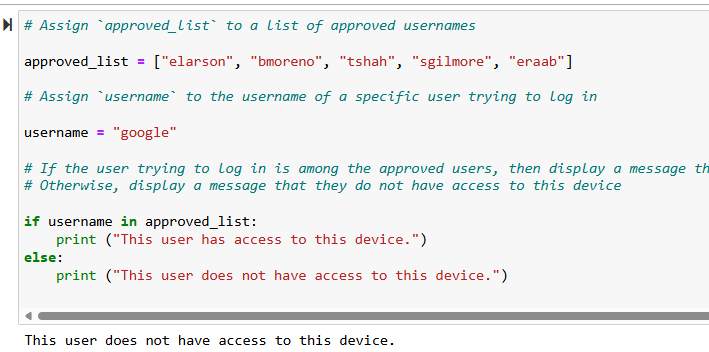 # Assign `approved_list` to a list of approved usernames
approved_list = ["elarson", "bmoreno", "tshah", "sgilmore", "eraab"]
# Assign `username` to the username of a specific user trying to log in
username = "google"
# If the user trying to log in is among the approved users, then display a message th
# Otherwise, display a message that they do not have access to this device
if username in approved_list:
    print ("This user has access to this device.")
else:
    print ("This user does not have access to this device.")
This user does not have access to this device.